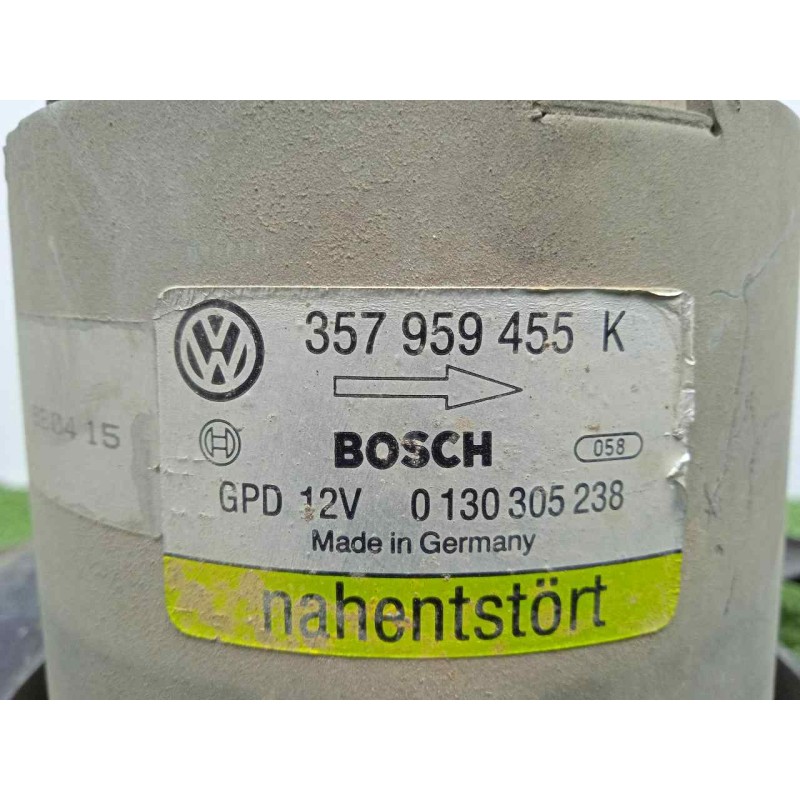 357 959 455 K
BOSCH
058
GPD 12V 0 130 305 238
Made in Germany
nahentstört